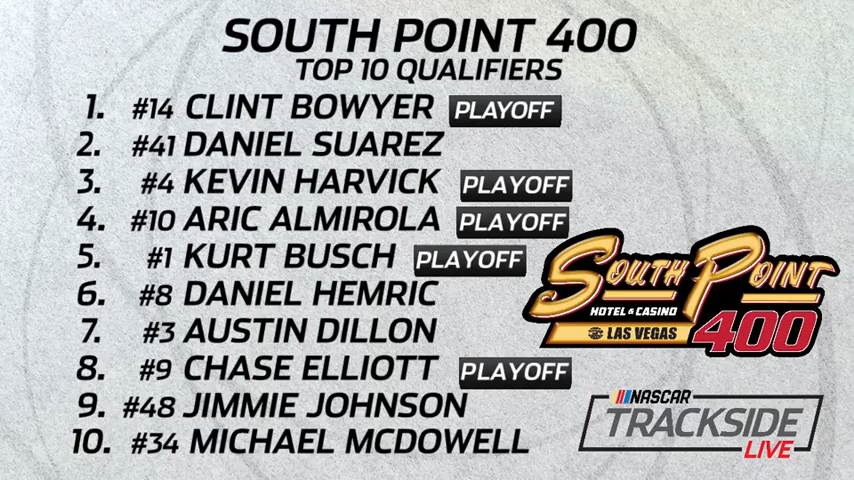 SOUTH POINT 400
TOP 10 QUALIFIERS
1. #14 CLINT BOWYER PLAYOFF
2. #41 DANIEL SUAREZ
3. #4 KEVIN HARVICK PLAYOFF
4. #10 ARIC ALMIROLA PLAYOFF
5. #1 KURT BUSCH PLAYOFF
6. #8 DANIEL HEMRIC
7. #3 AUSTIN DILLON
8. #9 CHASE ELLIOTT PLAYOFF
9. #48 JIMMIE JOHNSON
10. #34 MICHAEL MCDOWELL
SOUTH POINT
HOTEL & CASINO
LAS VEGAS 400
NASCAR
TRACKSIDE
LIVE